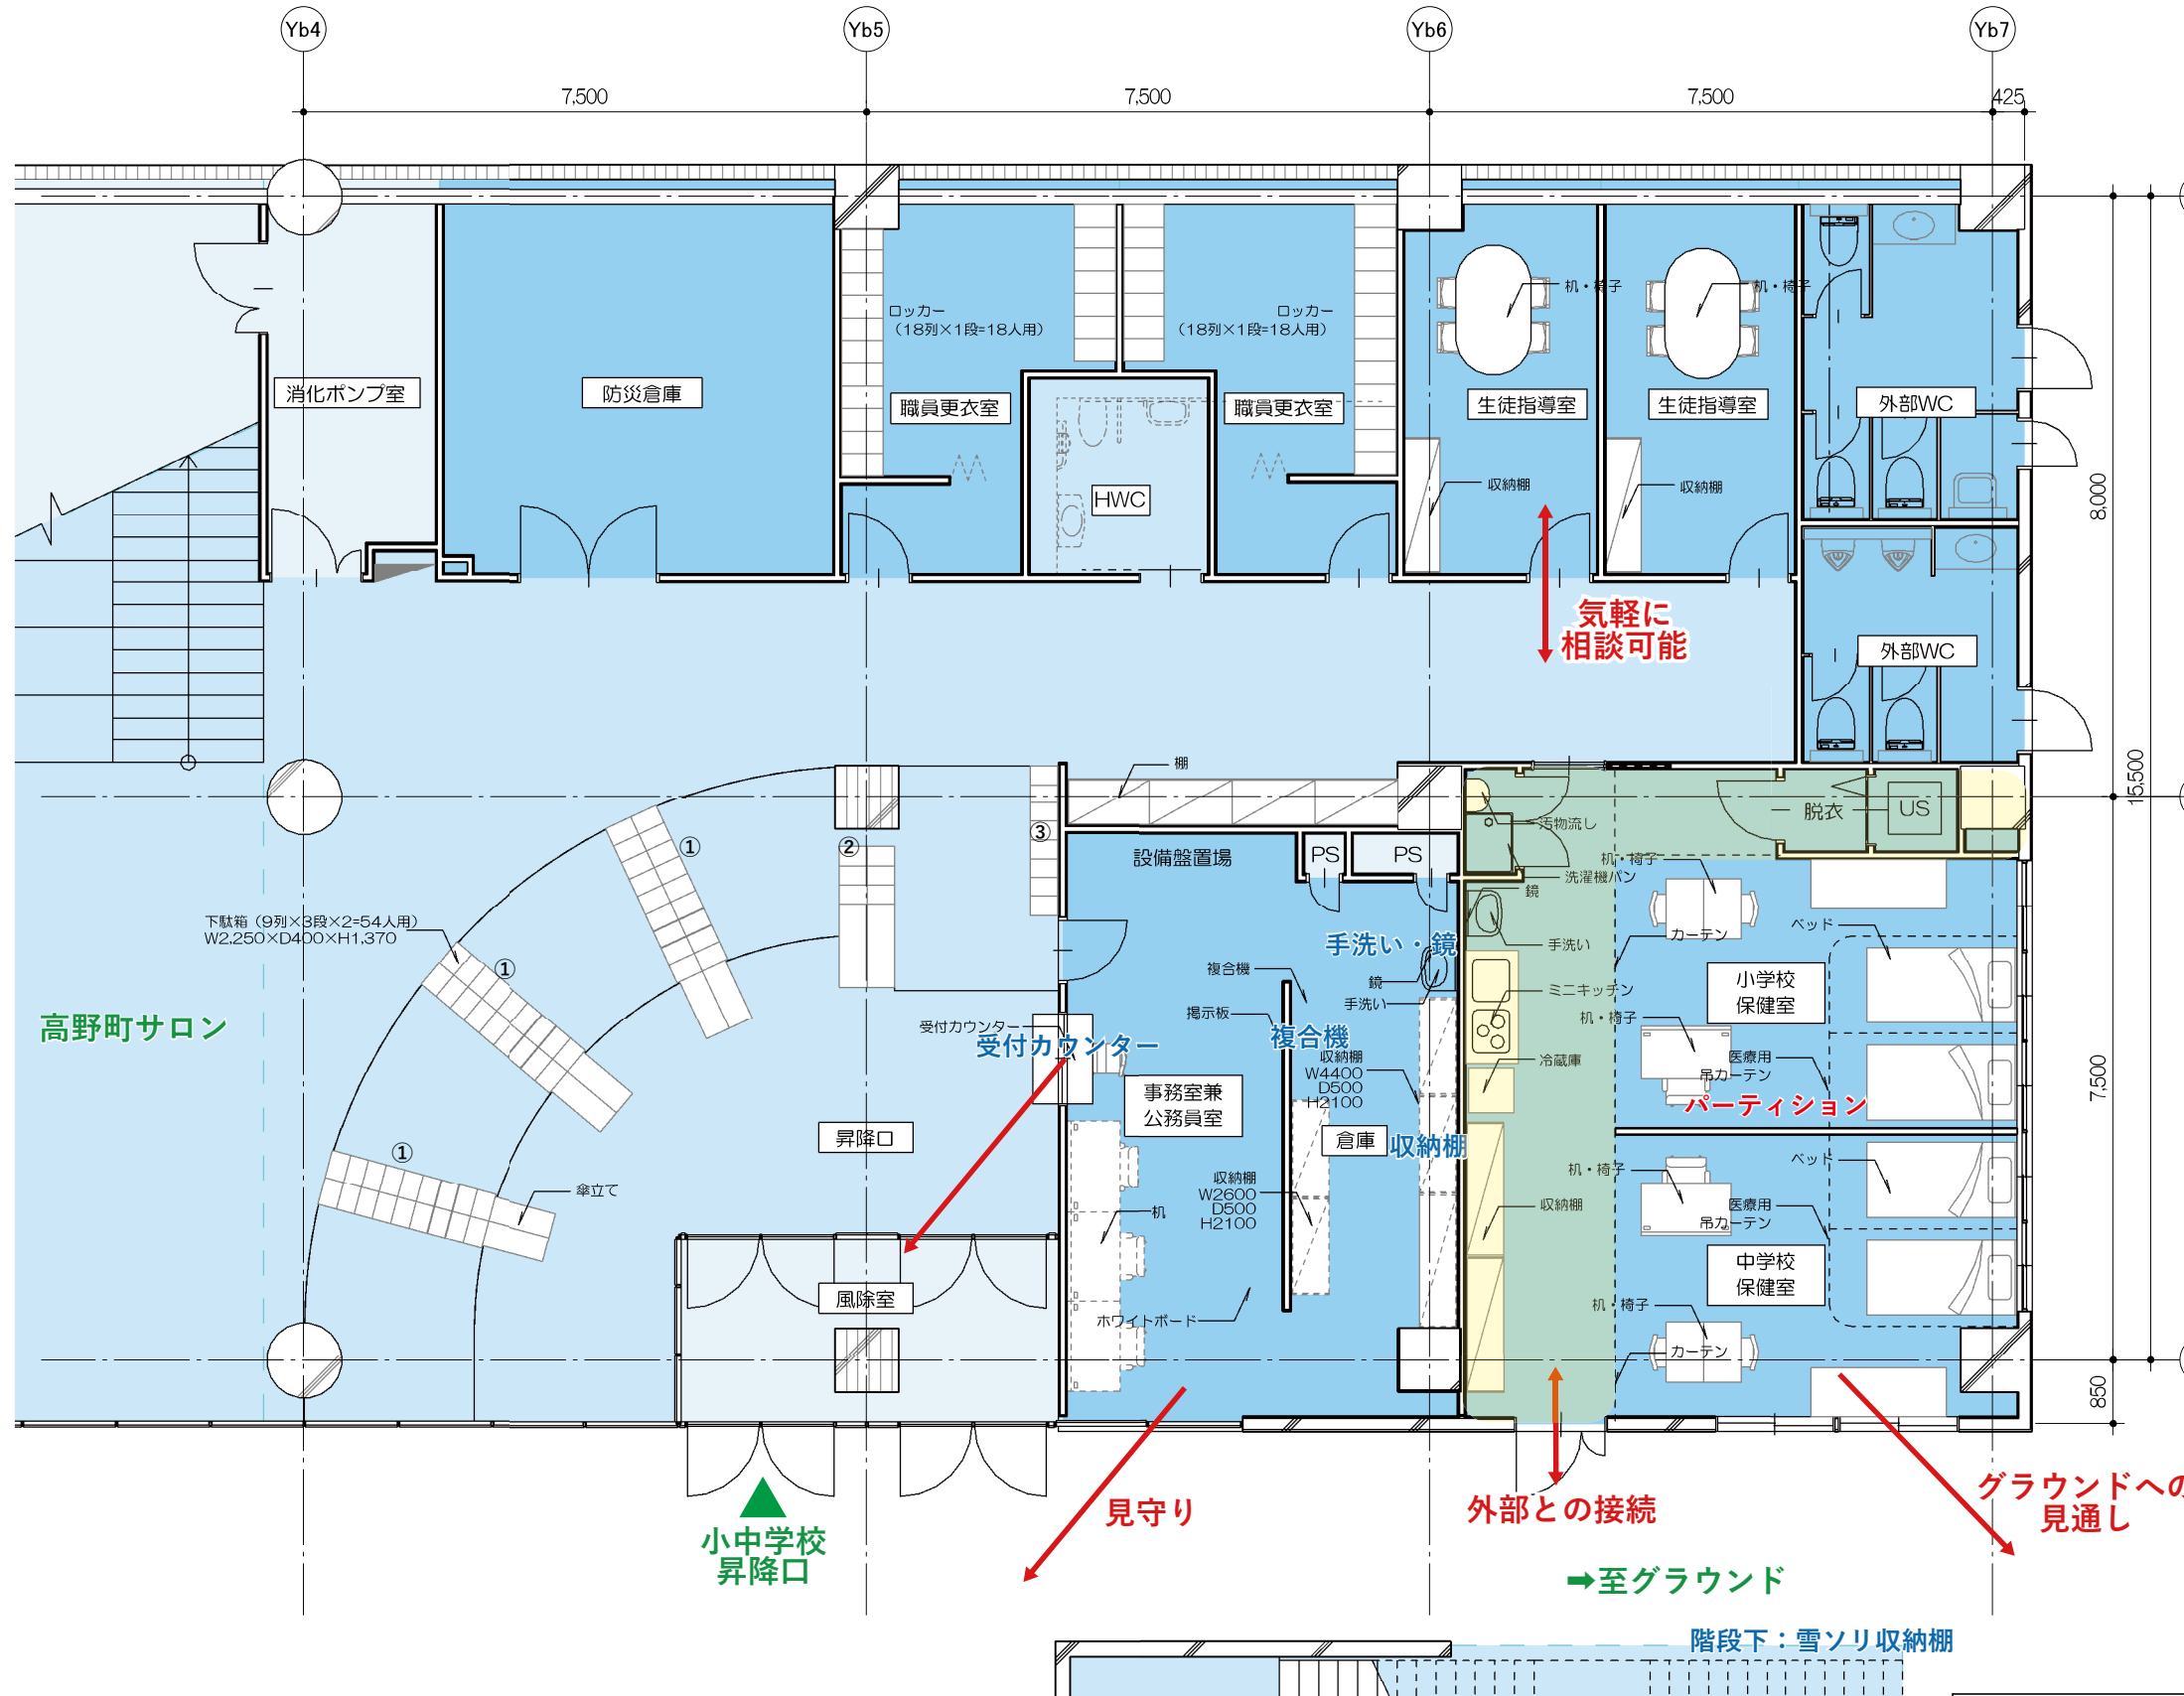 Yb4
Yb5
Yb6
Yb7
7,500
7,500
7,500
425
ロッカー
（18列×1段=18人用）
ロッカー
（18列×1段=18人用）
机・椅子
机・椅子
消化ポンプ室
防災倉庫
職員更衣室
職員更衣室
生徒指導室
生徒指導室
外部WC
HWC
収納棚
収納棚
8,000
気軽に
相談可能
外部WC
棚
15,500
①
②
③
設備盤置場
PS
PS
汚物流し
脱衣
US
机・椅子
洗濯機パン
鏡
下駄箱（9列×3段×2=54人用）
W2,250×D400×H1,370
①
手洗い・鏡
手洗い
カーテン
ベッド
複合機
鏡
手洗い
ミニキッチン
小学校
保健室
高野町サロン
受付カウンター
受付カウンター
掲示板
複合機
机・椅子
収納棚
W4400
D500
H2100
冷蔵庫
医療用
吊カーテン
7,500
事務室兼
公務員室
パーティション
昇降口
①
倉庫
収納棚
机・椅子
ベッド
傘立て
机
収納棚
W2600
D500
H2100
収納棚
医療用
吊カーテン
中学校
保健室
風除室
ホワイトボード
机・椅子
カーテン
850
見守り
外部との接続
グラウンドへの
見通し
小中学校
昇降口
➡至グラウンド
階段下：雪ソリ収納棚